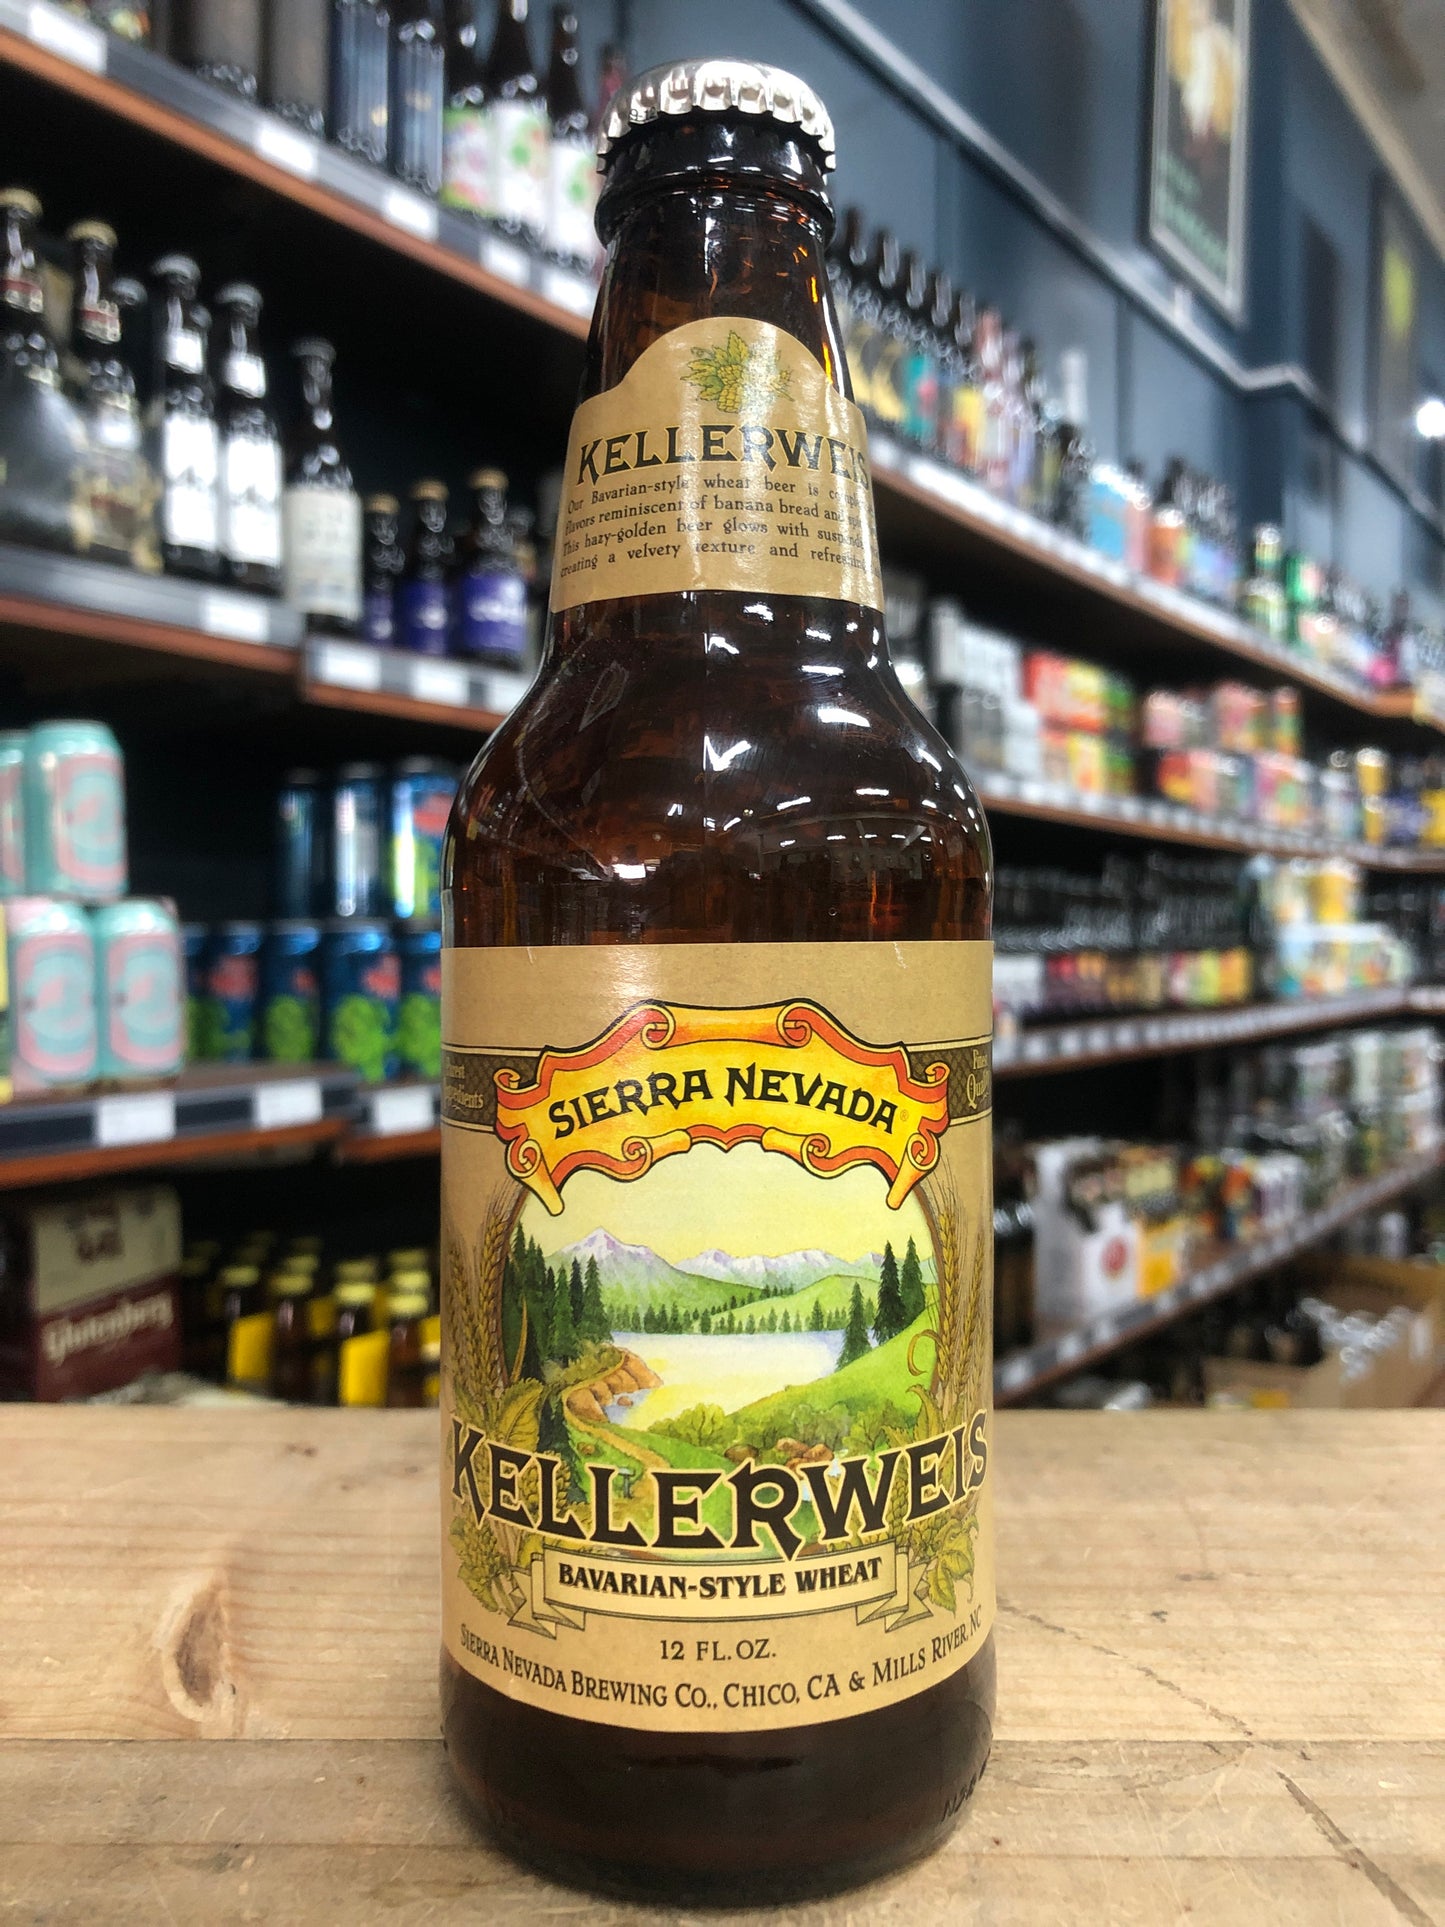 KELLERWEIS
Our Bavarian-style wheat beer is
flavors reminiscent of banana bread and
This hazy-golden beer glows with
creating a velvety texture and
SIERRA NEVADA®
KELLERWEIS
BAVARIAN-STYLE WHEAT
12 FL. OZ.
SIERRA NEVADA BREWING CO., CHICO, CA & MILLS RIVER, NC
Glutenberg